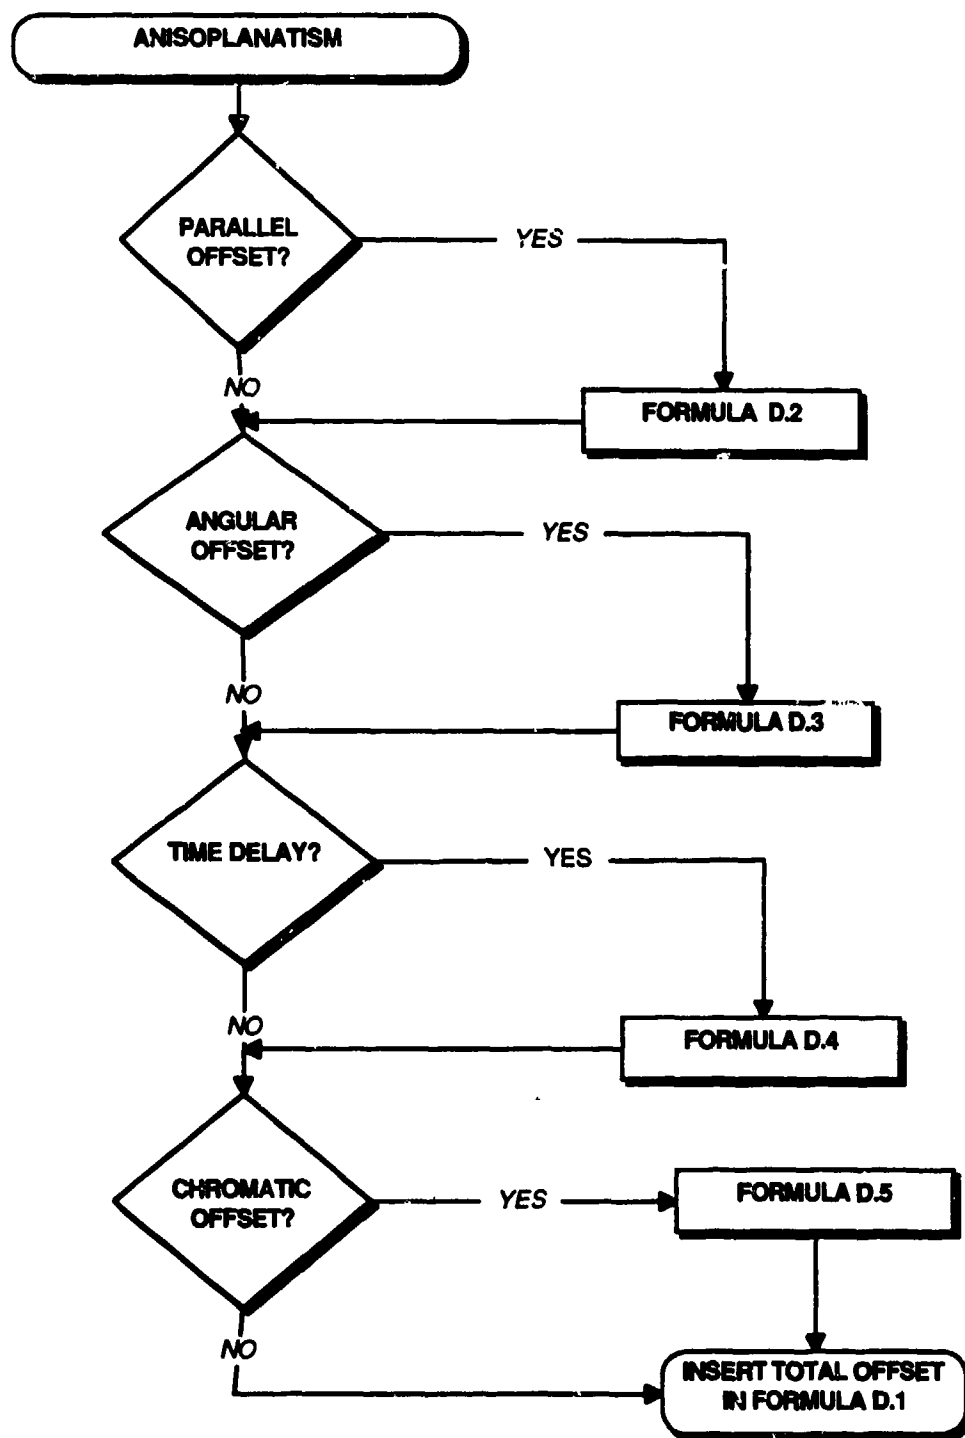 ANISOPLANATISM
PARALLEL
OFFSET?
YES
NO
FORMULA D.2
ANGULAR
OFFSET?
YES
NO
FORMULA D.3
TIME DELAY?
YES
NO
FORMULA D.4
CHROMATIC
OFFSET?
YES
FORMULA D.5
NO
INSERT TOTAL OFFSET
IN FORMULA D.1